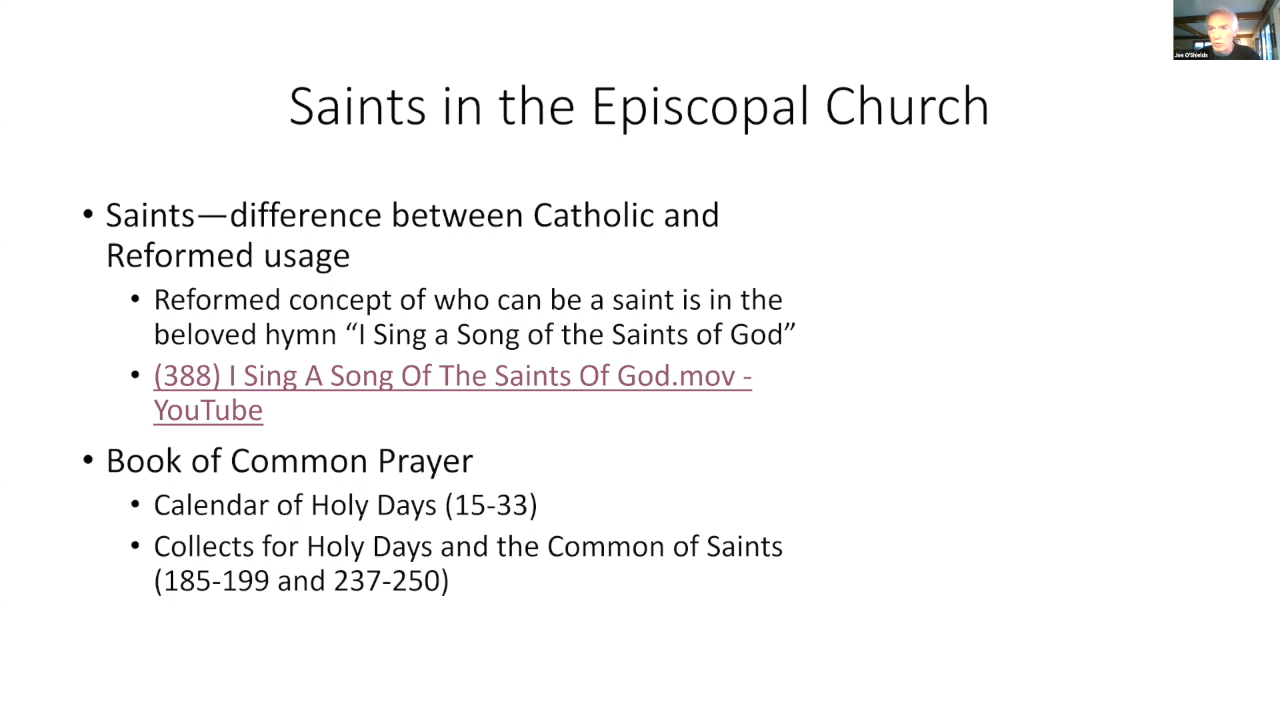 Joe O'Shields
Saints in the Episcopal Church
• Saints—difference between Catholic and
Reformed usage
• Reformed concept of who can be a saint is in the
beloved hymn “I Sing a Song of the Saints of God”
• (388) I Sing A Song Of The Saints Of God.mov -
YouTube
• Book of Common Prayer
• Calendar of Holy Days (15-33)
• Collects for Holy Days and the Common of Saints
(185-199 and 237-250)